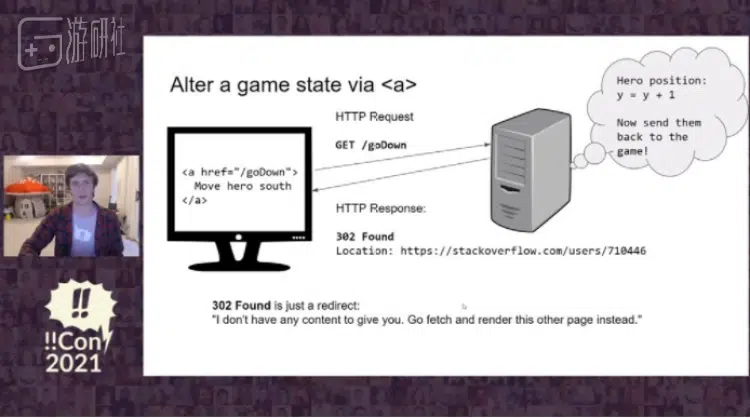 游研社
Alter a game state via <a>
HTTP Request
GET /goDown
<a href="/goDown">
Move hero south
</a>
HTTP Response:
302 Found
Location: https://stackoverflow.com/users/710446
Hero position:
y = y + 1
Now send them
back to the
game!
302 Found is just a redirect:
"I don't have any content to give you. Go fetch and render this other page instead."
!!
!!Con
2021